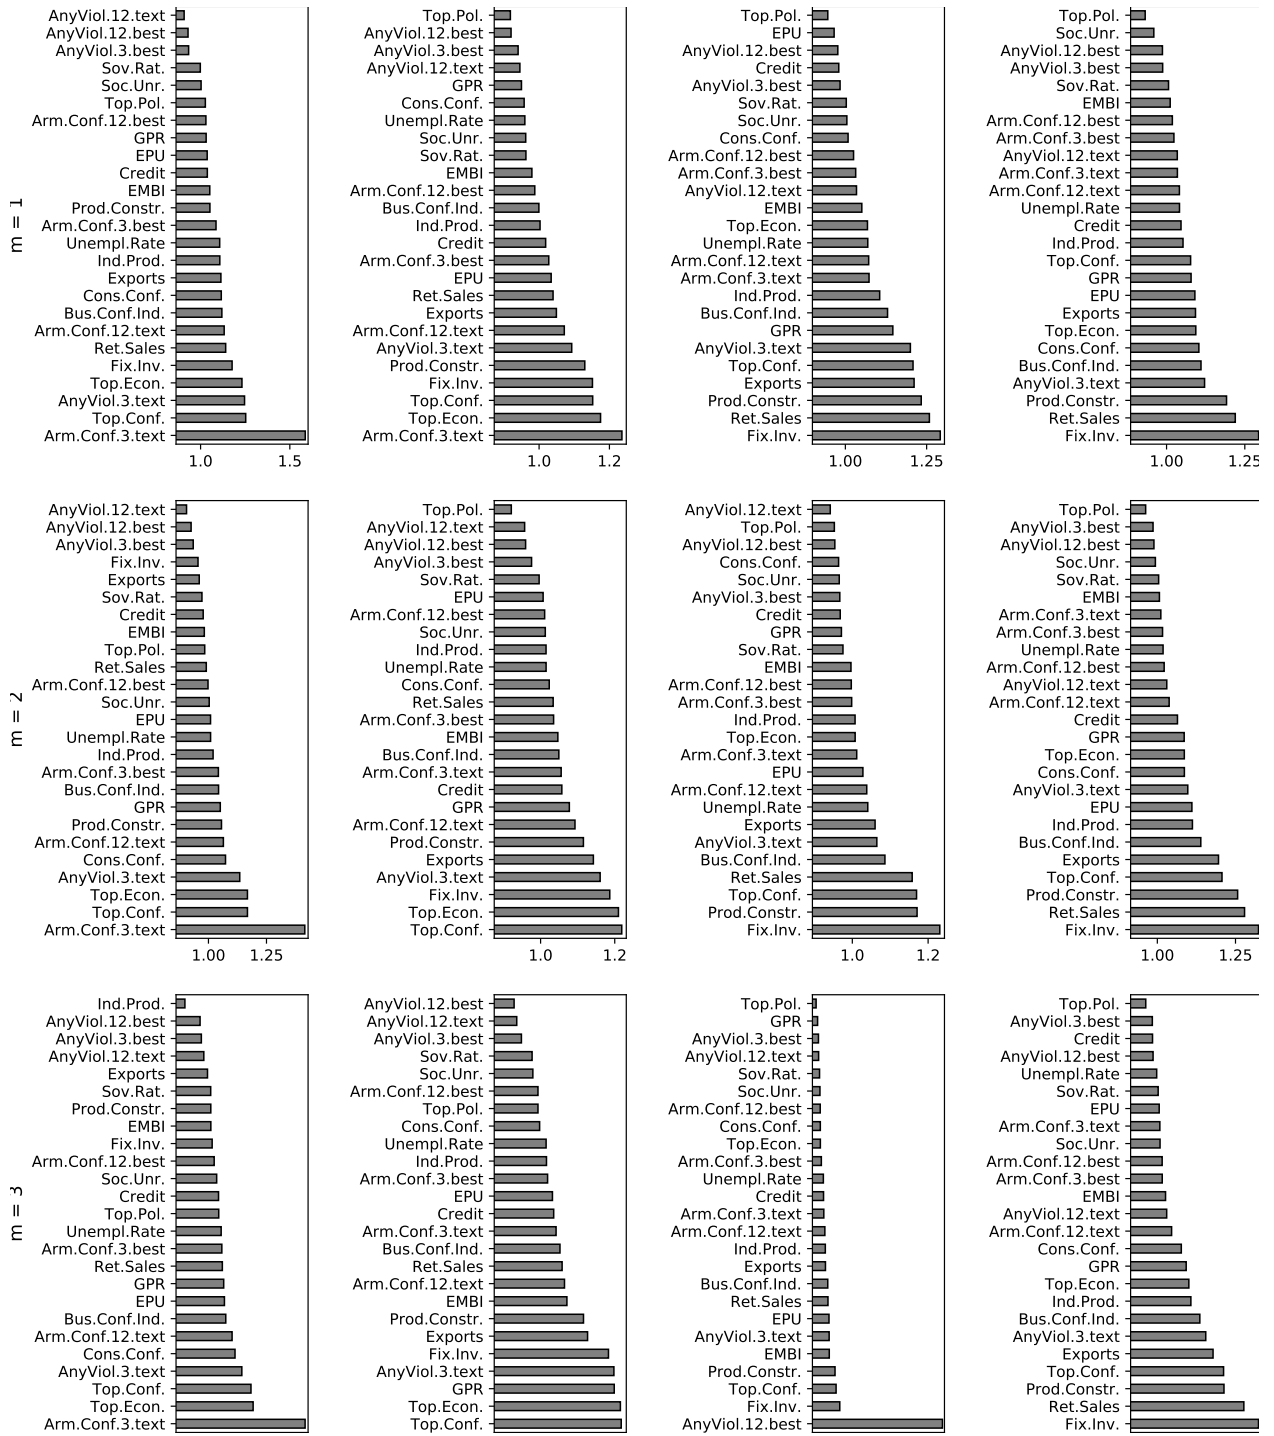 m = 1
AnyViol.12.text
AnyViol.12.best
AnyViol.3.best
Sov.Rat.
Soc.Unr.
Top.Pol.
Arm.Conf.12.best
GPR
EPU
Credit
EMBI
Prod.Constr.
Arm.Conf.3.best
Unempl.Rate
Ind.Prod.
Exports
Cons.Conf.
Bus.Conf.Ind.
Arm.Conf.12.text
Ret.Sales
Fix.Inv.
Top.Econ.
AnyViol.3.text
Top.Conf.
Arm.Conf.3.text
1.0 1.5
Top.Pol.
AnyViol.12.best
AnyViol.3.best
AnyViol.12.text
GPR
Cons.Conf.
Unempl.Rate
Soc.Unr.
Sov.Rat.
EMBI
Arm.Conf.12.best
Bus.Conf.Ind.
Ind.Prod.
Credit
Arm.Conf.3.best
EPU
Ret.Sales
Exports
Arm.Conf.12.text
AnyViol.3.text
Prod.Constr.
Fix.Inv.
Top.Conf.
Top.Econ.
Arm.Conf.3.text
1.0 1.2
Top.Pol.
EPU
AnyViol.12.best
Credit
AnyViol.3.best
Sov.Rat.
Soc.Unr.
Cons.Conf.
Arm.Conf.12.best
Arm.Conf.3.best
AnyViol.12.text
EMBI
Top.Econ.
Unempl.Rate
Arm.Conf.12.text
Arm.Conf.3.text
Ind.Prod.
Bus.Conf.Ind.
GPR
AnyViol.3.text
Top.Conf.
Exports
Prod.Constr.
Ret.Sales
Fix.Inv.
1.00 1.25
Top.Pol.
Soc.Unr.
AnyViol.12.best
AnyViol.3.best
Sov.Rat.
EMBI
Arm.Conf.12.best
Arm.Conf.3.best
AnyViol.12.text
Arm.Conf.3.text
Arm.Conf.12.text
Unempl.Rate
Credit
Ind.Prod.
Top.Conf.
GPR
EPU
Exports
Top.Econ.
Cons.Conf.
Bus.Conf.Ind.
AnyViol.3.text
Prod.Constr.
Ret.Sales
Fix.Inv.
1.00 1.25
m = 2
AnyViol.12.text
AnyViol.12.best
AnyViol.3.best
Fix.Inv.
Exports
Sov.Rat.
Credit
EMBI
Top.Pol.
Ret.Sales
Arm.Conf.12.best
Soc.Unr.
EPU
Unempl.Rate
Ind.Prod.
Arm.Conf.3.best
Bus.Conf.Ind.
GPR
Prod.Constr.
Arm.Conf.12.text
Cons.Conf.
AnyViol.3.text
Top.Econ.
Top.Conf.
Arm.Conf.3.text
1.00 1.25
Top.Pol.
AnyViol.12.text
AnyViol.12.best
AnyViol.3.best
Sov.Rat.
EPU
Arm.Conf.12.best
Soc.Unr.
Ind.Prod.
Unempl.Rate
Cons.Conf.
Ret.Sales
Arm.Conf.3.best
EMBI
Bus.Conf.Ind.
Arm.Conf.3.text
Credit
GPR
Arm.Conf.12.text
Prod.Constr.
Exports
AnyViol.3.text
Fix.Inv.
Top.Econ.
Top.Conf.
1.0 1.2
AnyViol.12.text
Top.Pol.
AnyViol.12.best
Cons.Conf.
Soc.Unr.
AnyViol.3.best
Credit
GPR
Sov.Rat.
EMBI
Arm.Conf.12.best
Arm.Conf.3.best
Ind.Prod.
Top.Econ.
Arm.Conf.3.text
EPU
Arm.Conf.12.text
Unempl.Rate
Exports
AnyViol.3.text
Bus.Conf.Ind.
Ret.Sales
Top.Conf.
Prod.Constr.
Fix.Inv.
1.0 1.2
Top.Pol.
AnyViol.3.best
AnyViol.12.best
Soc.Unr.
Sov.Rat.
EMBI
Arm.Conf.3.text
Arm.Conf.3.best
Unempl.Rate
Arm.Conf.12.best
AnyViol.12.text
Arm.Conf.12.text
Credit
GPR
Top.Econ.
Cons.Conf.
AnyViol.3.text
EPU
Ind.Prod.
Bus.Conf.Ind.
Exports
Top.Conf.
Prod.Constr.
Ret.Sales
Fix.Inv.
1.00 1.25
m = 3
Ind.Prod.
AnyViol.12.best
AnyViol.3.best
AnyViol.12.text
Exports
Sov.Rat.
Prod.Constr.
EMBI
Fix.Inv.
Arm.Conf.12.best
Soc.Unr.
Credit
Top.Pol.
Unempl.Rate
Arm.Conf.3.best
Ret.Sales
GPR
EPU
Bus.Conf.Ind.
Arm.Conf.12.text
Cons.Conf.
AnyViol.3.text
Top.Conf.
Top.Econ.
Arm.Conf.3.text
AnyViol.12.best
AnyViol.12.text
AnyViol.3.best
Sov.Rat.
Soc.Unr.
Arm.Conf.12.best
Top.Pol.
Cons.Conf.
Unempl.Rate
Ind.Prod.
Arm.Conf.3.best
EPU
Credit
Arm.Conf.3.text
Bus.Conf.Ind.
Ret.Sales
Arm.Conf.12.text
EMBI
Prod.Constr.
Exports
Fix.Inv.
AnyViol.3.text
GPR
Top.Econ.
Top.Conf.
Top.Pol.
GPR
AnyViol.3.best
AnyViol.12.text
Sov.Rat.
Soc.Unr.
Arm.Conf.12.best
Cons.Conf.
Top.Econ.
Arm.Conf.3.best
Unempl.Rate
Credit
Arm.Conf.3.text
Arm.Conf.12.text
Ind.Prod.
Exports
Bus.Conf.Ind.
Ret.Sales
EPU
AnyViol.3.text
EMBI
Prod.Constr.
Top.Conf.
Fix.Inv.
AnyViol.12.best
Top.Pol.
AnyViol.3.best
Credit
AnyViol.12.best
Unempl.Rate
Sov.Rat.
EPU
Arm.Conf.3.text
Soc.Unr.
Arm.Conf.12.best
Arm.Conf.3.best
EMBI
AnyViol.12.text
Arm.Conf.12.text
Cons.Conf.
GPR
Top.Econ.
Ind.Prod.
Bus.Conf.Ind.
AnyViol.3.text
Exports
Top.Conf.
Prod.Constr.
Ret.Sales
Fix.Inv.